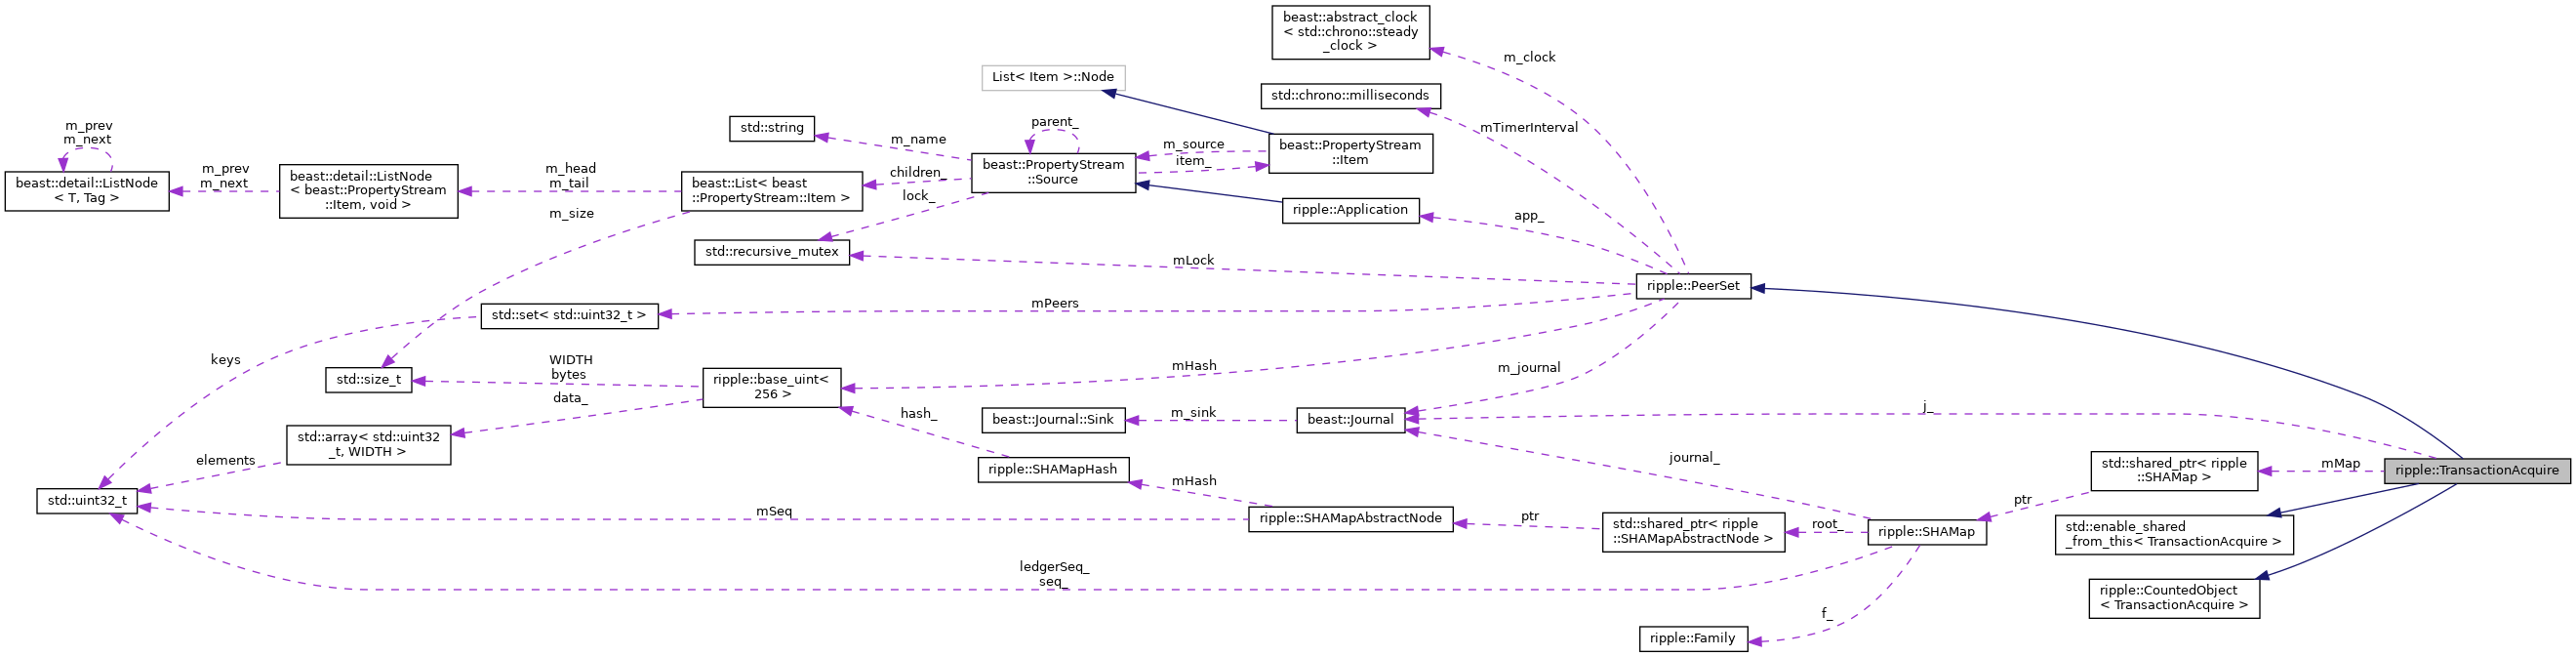 beast::abstract_clock
< std::chrono::steady
_clock >
m_clock
List< Item >::Node
std::chrono::milliseconds
mTimerInterval
std::string
m_name
parent_
beast::PropertyStream
::Source
m_source
item_
beast::PropertyStream
::Item
m_prev
m_next
beast::detail::ListNode
< T, Tag >
m_prev
m_next
beast::detail::ListNode
< beast::PropertyStream
::Item, void >
m_head
m_tail
beast::List< beast
::PropertyStream::Item >
children_
lock_
m_size
ripple::Application
app_
std::recursive_mutex
mLock
ripple::PeerSet
std::set< std::uint32_t >
mPeers
keys
std::size_t
WIDTH
bytes
data_
ripple::base_uint<
256 >
mHash
m_journal
hash_
beast::Journal::Sink
m_sink
beast::Journal
j_
std::array< std::uint32
_t, WIDTH >
elements
ripple::SHAMapHash
mHash
journal_
std::shared_ptr< ripple
::SHAMap >
mMap
ripple::TransactionAcquire
ptr
std::uint32_t
mSeq
ripple::SHAMapAbstractNode
ptr
std::shared_ptr< ripple
::SHAMapAbstractNode >
root_
ripple::SHAMap
std::enable_shared
_from_this< TransactionAcquire >
ledgerSeq_
seq_
ripple::CountedObject
< TransactionAcquire >
f_
ripple::Family